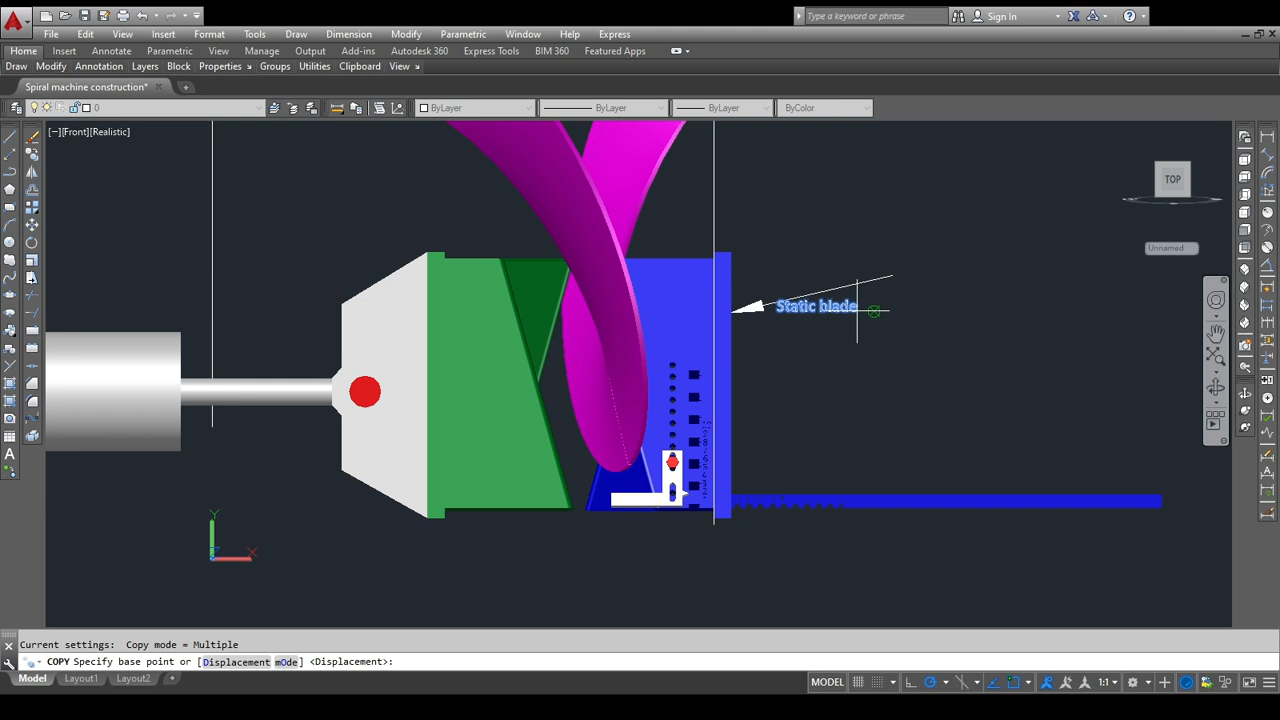 Type a keyword or phrase
Sign In
File Edit View Insert Format Tools Draw Dimension Modify Parametric Window Help Express
Home Insert Annotate Parametric View Manage Output Add-ins Autodesk 360 Express Tools BIM 360 Featured Apps
Draw Modify Annotation Layers Block Properties Groups Utilities Clipboard View
Spiral machine construction*
0
ByLayer ByLayer ByLayer ByColor
[−][Front][Realistic]
TOP
Unnamed
Static blade
Y
X
Current settings: Copy mode = Multiple
COPY Specify base point or [Displacement mOde] <Displacement>:
Model Layout1 Layout2
MODEL
1:1